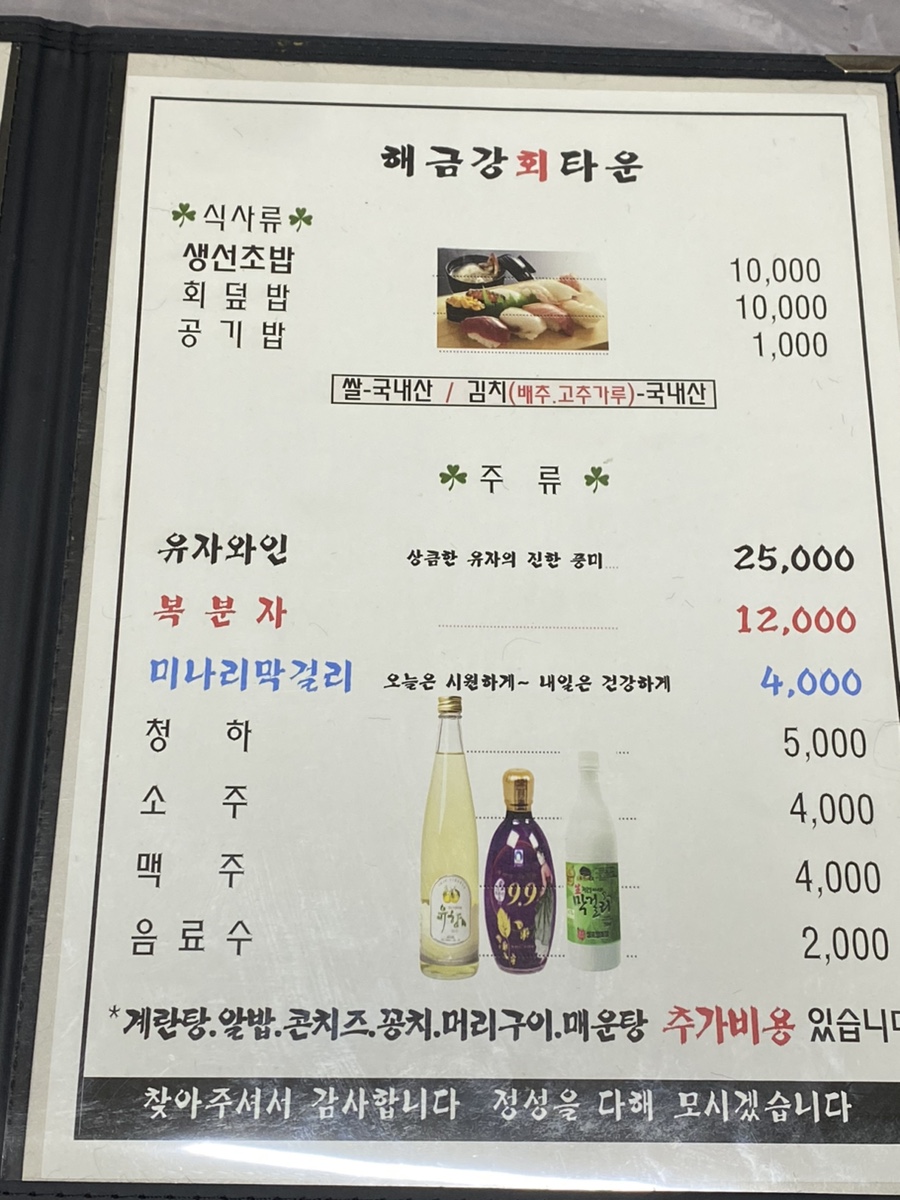 해금강회타운
식사류
생선초밥 10,000
회 덮 밥 10,000
공 기 밥 1,000
쌀-국내산 / 김치(배추.고추가루)-국내산
주 류
유자와인 상큼한 유자의 진한 풍미 25,000
복 분 자 12,000
미나리막걸리 오늘은 시원하게~ 내일은 건강하게 4,000
청 하 5,000
소 주 4,000
맥 주 4,000
음 료 수 2,000
9.9
막걸리
*계란탕.알밥.콘치즈.꽁치.머리구이.매운탕 추가비용 있습니
찾아주셔서 감사합니다 정성을 다해 모시겠습니다